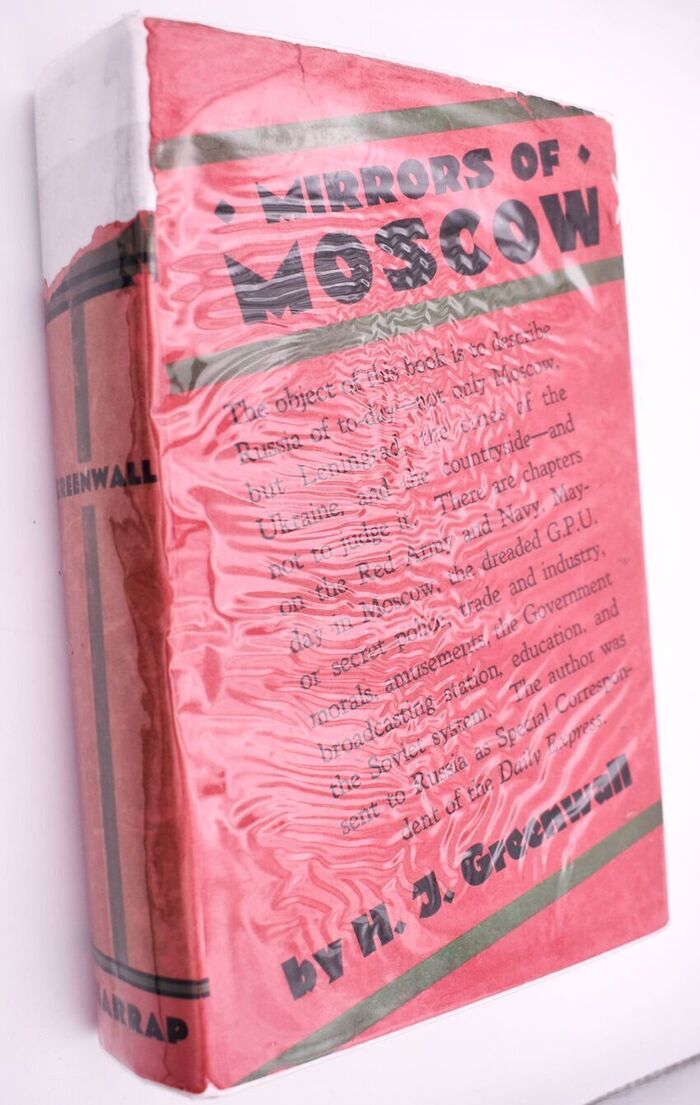 MIRRORS OF
MOSCOW
The object of this book is to describe
Russia of to-day—not only Moscow,
but Leningrad, the cities of the
Ukraine, and the countryside—and
not to judge it. There are chapters
on the Red Army and Navy, May-
day in Moscow, the dreaded G.P.U.
or secret police, trade and industry,
morals, amusements, the Government
broadcasting station, education, and
the Soviet system. The author was
sent to Russia as Special Correspon-
dent of the Daily Express.
by H. J. Greenwall
GREENWALL
HARRAP